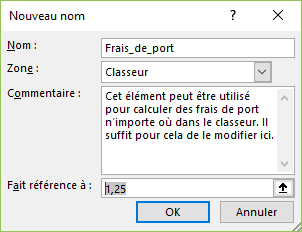 Nouveau nom
Nom : Frais_de_port
Zone : Classeur
Commentaire : Cet élément peut être utilisé
pour calculer des frais de port
n'importe où dans le classeur. Il
suffit pour cela de le modifier ici.
Fait référence à : 1,25
OK Annuler